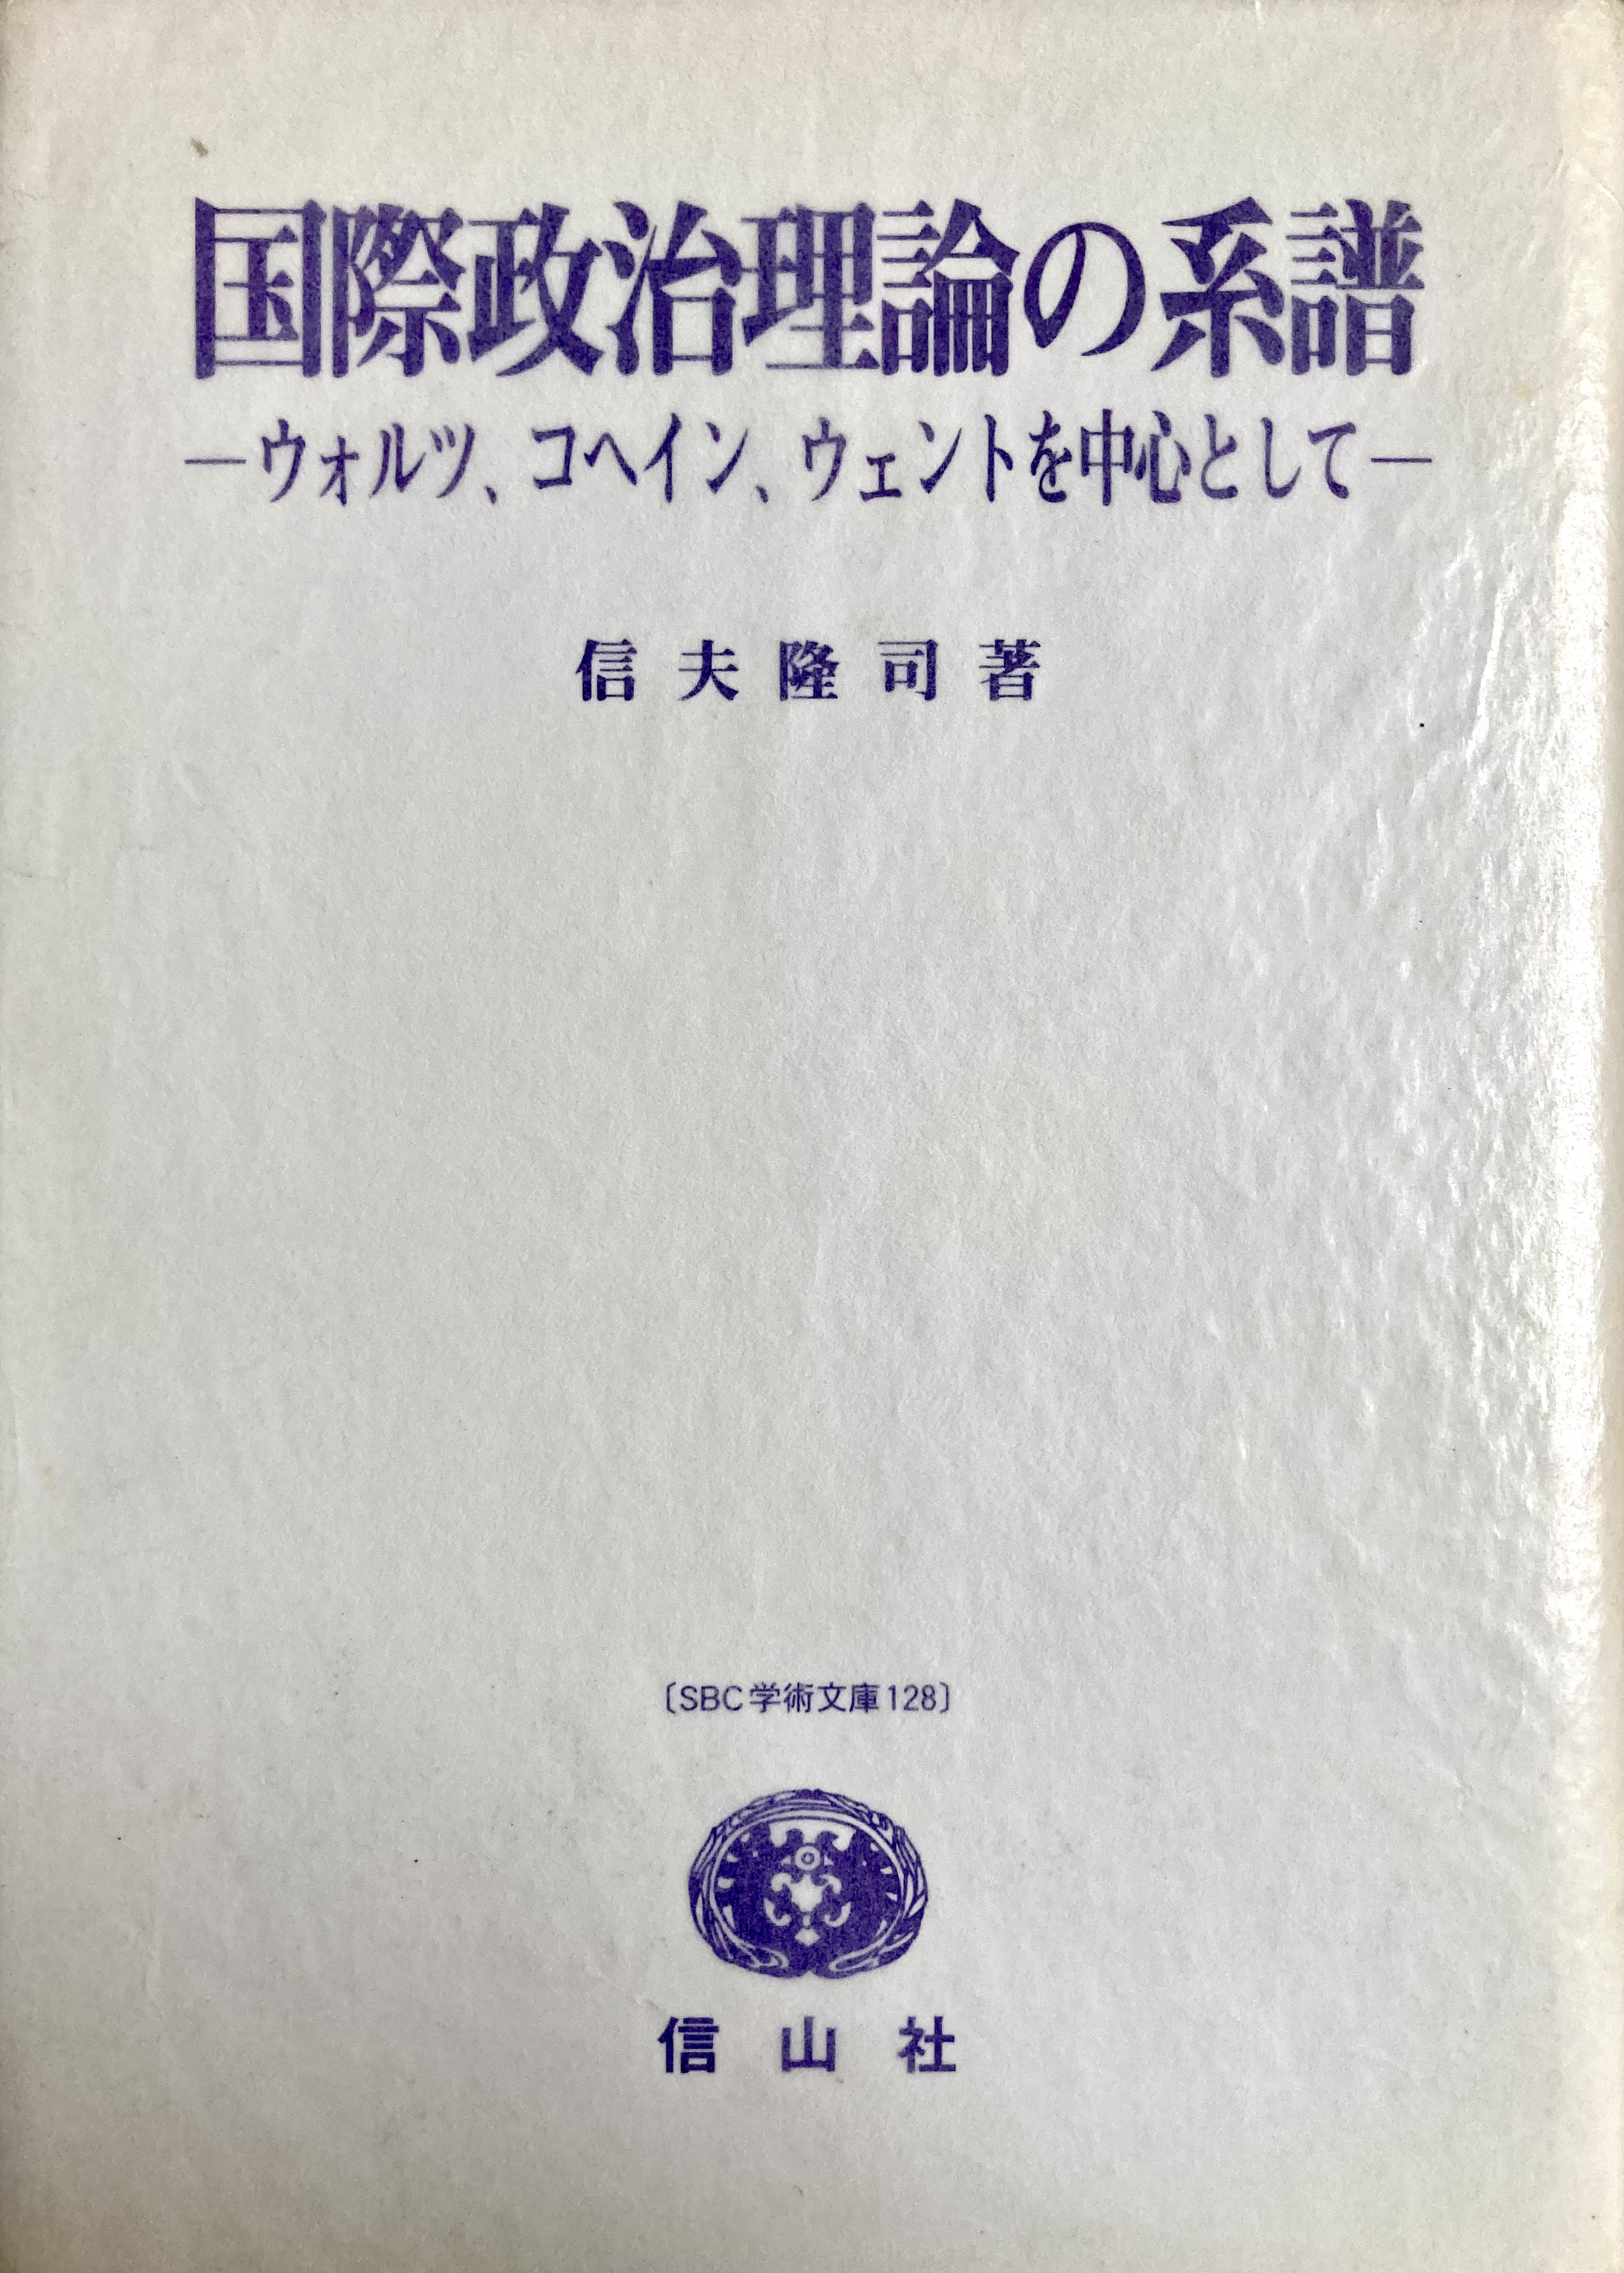 国際政治理論の系譜
―ウォルツ、コヘイン、ウェントを中心として―
信夫隆司著
〔SBC学術文庫128〕
信山社